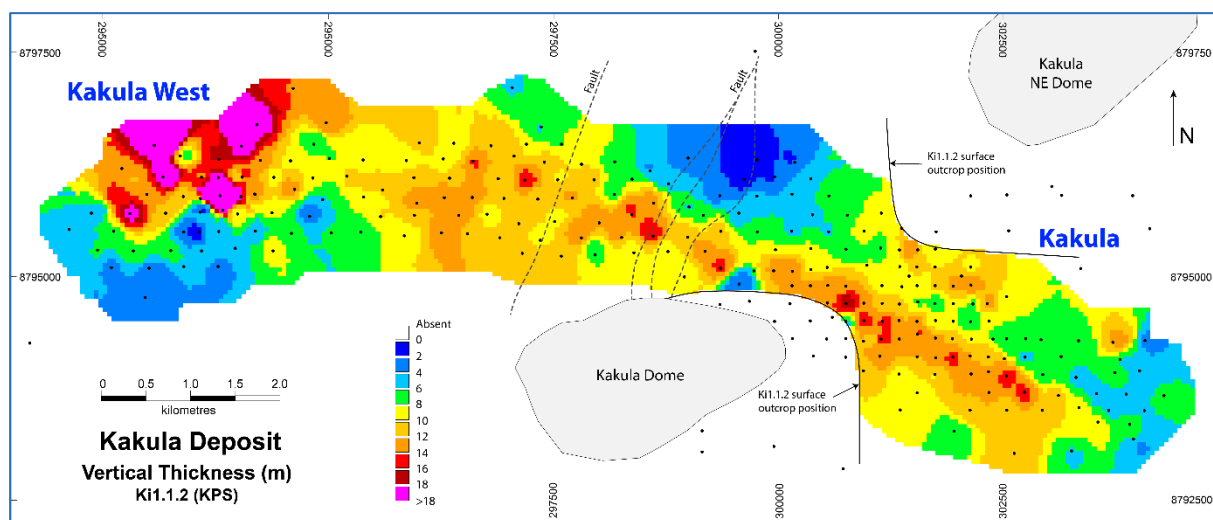 295000
295000
297500
300000
302500
8797500
8797500
Kakula West
Fault
Fault
Kakula
NE Dome
N
Ki1.1.2 surface
outcrop position
Kakula
8795000
8795000
Absent
0
2
4
6
8
10
12
14
16
18
>18
0 0.5 1.0 1.5 2.0
kilometres
Kakula Dome
Ki1.1.2 surface
outcrop position
Kakula Deposit
Vertical Thickness (m)
Ki1.1.2 (KPS)
297500
300000
302500
8792500